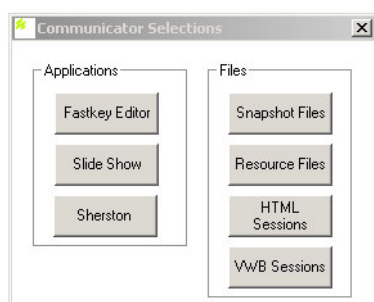 Communicator Selections
Applications
Fastkey Editor
Slide Show
Sherston
Files
Snapshot Files
Resource Files
HTML
Sessions
VWB Sessions